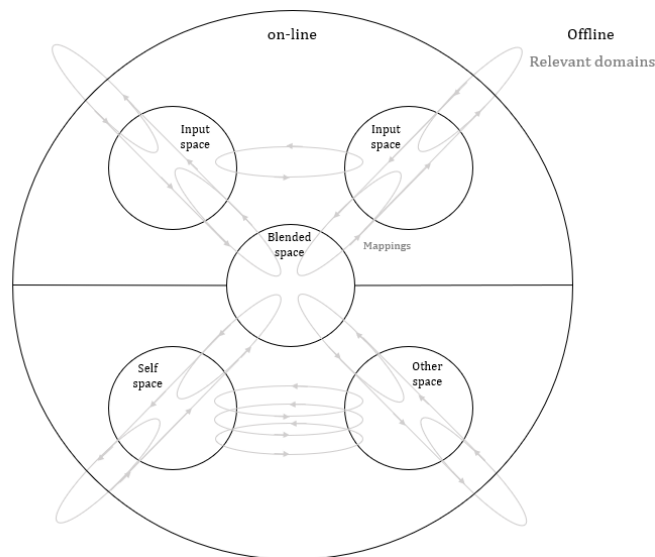 on-line
Offline
Relevant domains
Input
space
Input
space
Blended
space
Mappings
Self
space
Other
space